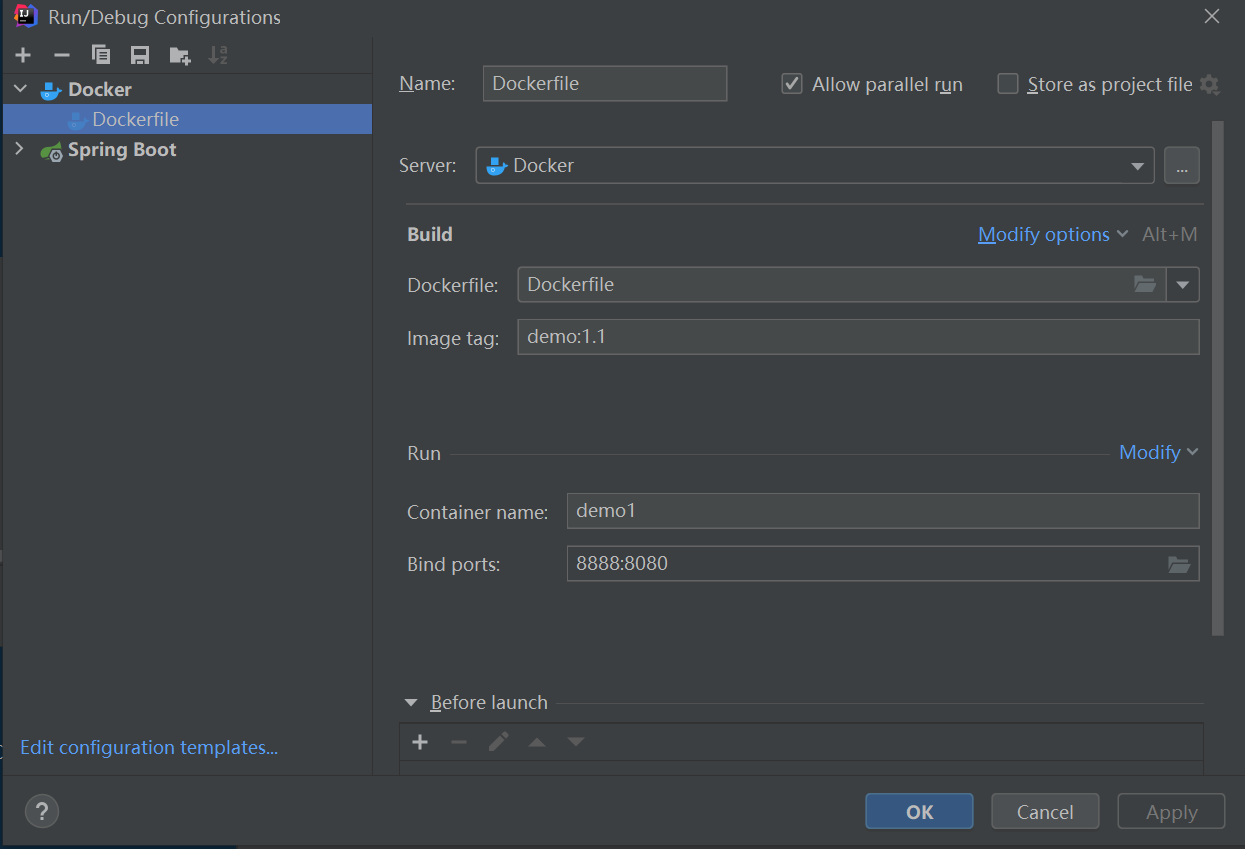 Run/Debug Configurations
Docker
Dockerfile
Spring Boot
Edit configuration templates...
Name: Dockerfile Allow parallel run Store as project file
Server: Docker ...
Build Modify options Alt+M
Dockerfile: Dockerfile
Image tag: demo:1.1
Run Modify
Container name: demo1
Bind ports: 8888:8080
Before launch
? OK Cancel Apply